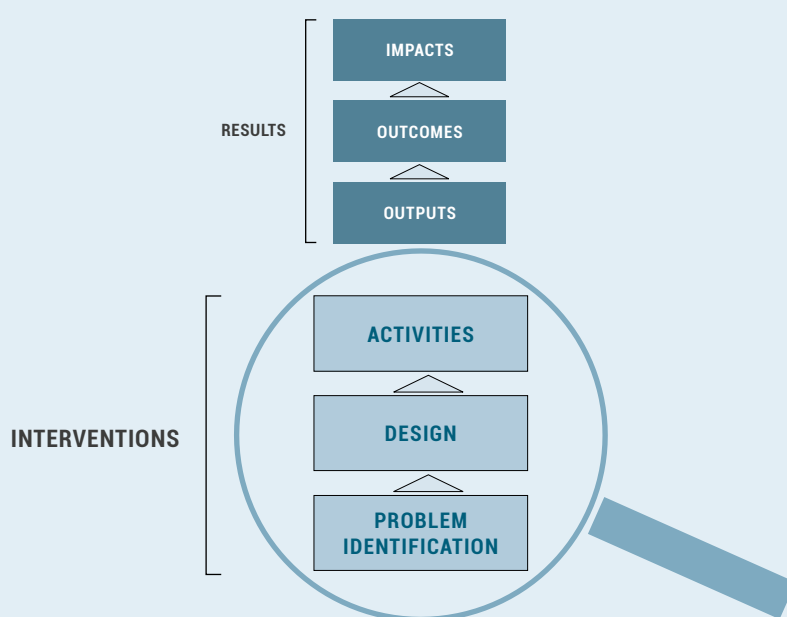 IMPACTS
RESULTS
OUTCOMES
OUTPUTS
ACTIVITIES
INTERVENTIONS
DESIGN
PROBLEM
IDENTIFICATION